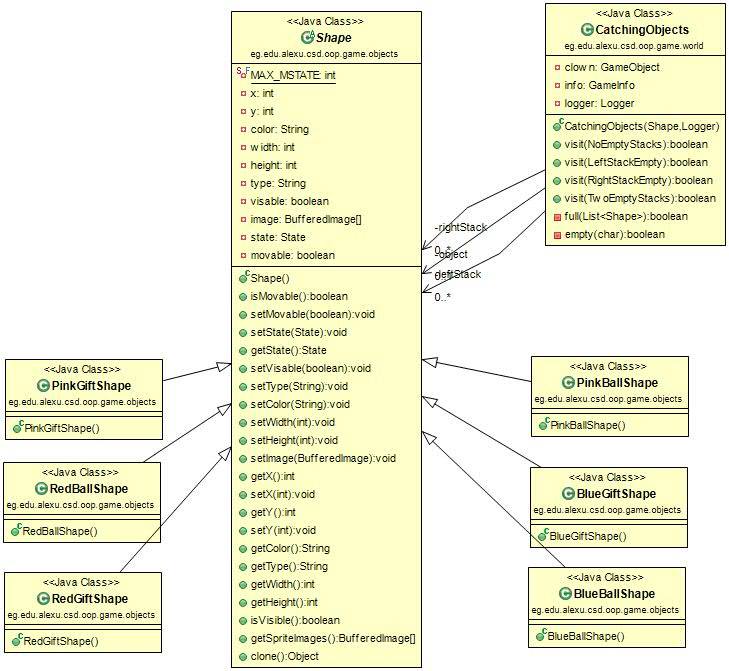 <<Java Class>>
Shape
eg.edu.alexu.csd.oop.game.objects
MAX_MSTATE: int
x: int
y: int
color: String
width: int
height: int
type: String
visable: boolean
image: BufferedImage[]
state: State
movable: boolean
Shape()
isMovable():boolean
setMovable(boolean):void
setState(State):void
getState():State
setVisable(boolean):void
setType(String):void
setColor(String):void
setWidth(int):void
setHeight(int):void
setImage(BufferedImage):void
getX():int
setX(int):void
getY():int
setY(int):void
getColor():String
getType():String
getWidth():int
getHeight():int
isVisible():boolean
getSpriteImages():BufferedImage[]
clone():Object
<<Java Class>>
CatchingObjects
eg.edu.alexu.csd.oop.game.world
clown: GameObject
info: GameInfo
logger: Logger
CatchingObjects(Shape,Logger)
visit(NoEmptyStacks):boolean
visit(LeftStackEmpty):boolean
visit(RightStackEmpty):boolean
visit(TwoEmptyStacks):boolean
full(List<Shape>):boolean
empty(char):boolean
-rightStack
0..*
-object
-leftStack
0..*
<<Java Class>>
PinkGiftShape
eg.edu.alexu.csd.oop.game.objects
PinkGiftShape()
<<Java Class>>
RedBallShape
eg.edu.alexu.csd.oop.game.objects
RedBallShape()
<<Java Class>>
RedGiftShape
eg.edu.alexu.csd.oop.game.objects
RedGiftShape()
<<Java Class>>
PinkBallShape
eg.edu.alexu.csd.oop.game.objects
PinkBallShape()
<<Java Class>>
BlueGiftShape
eg.edu.alexu.csd.oop.game.objects
BlueGiftShape()
<<Java Class>>
BlueBallShape
eg.edu.alexu.csd.oop.game.objects
BlueBallShape()